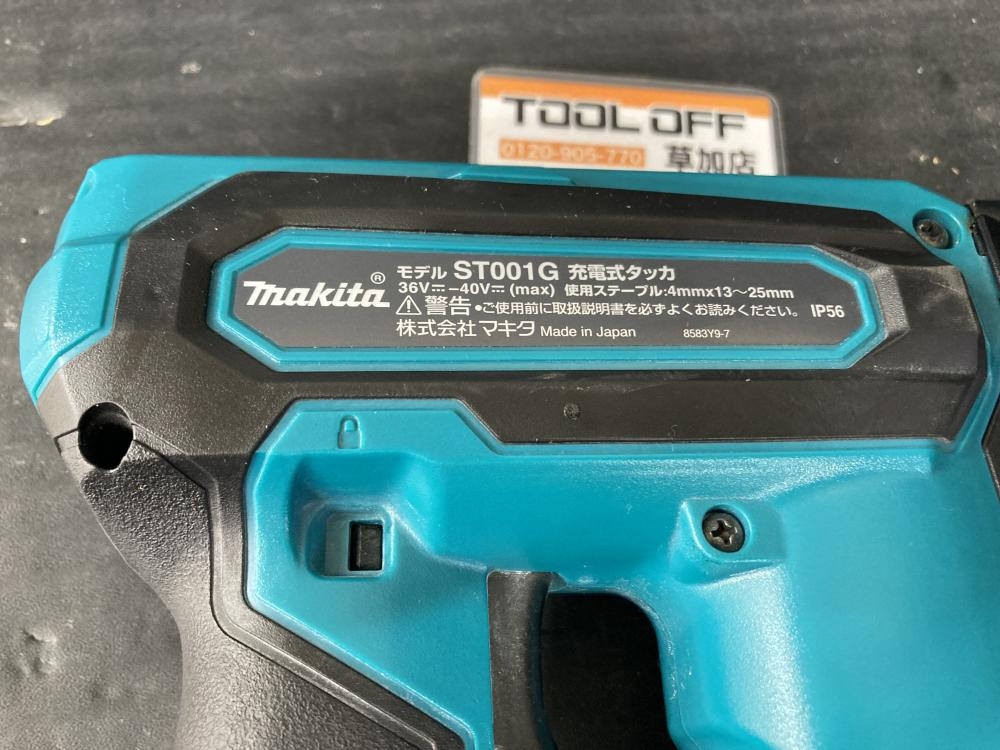 TOOL OFF
0120-905-770 草加店
makita®
モデル ST001G 充電式タッカ
36V⎓-40V⎓(max) 使用ステープル:4mmx13～25mm
⚠警告 •ご使用前に取扱説明書を必ずよくお読みください。 IP56
株式会社マキタ Made in Japan 8583Y9-7